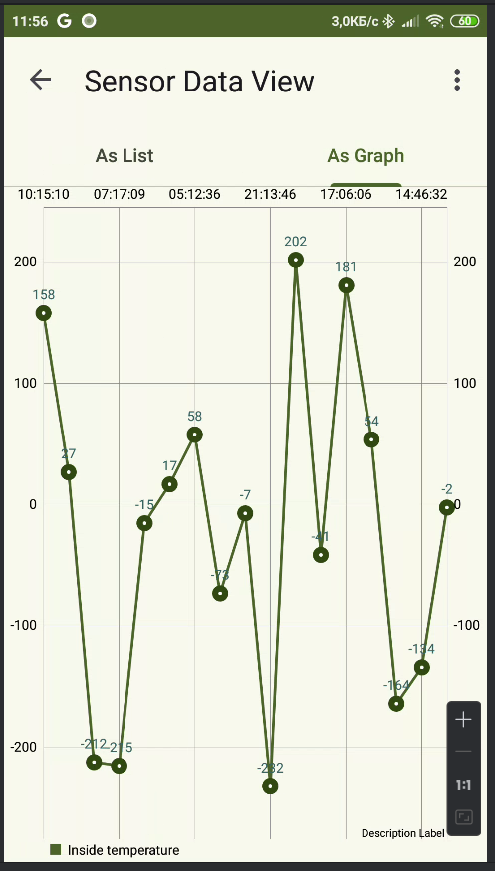 11:56 G 3,0КБ/с 60
Sensor Data View
As List As Graph
10:15:10 07:17:09 05:12:36 21:13:46 17:06:06 14:46:32
202
200 181 200
158
100 100
58 54
27 17
0 -15 -7 -2 0
-41
-73
-100 -100
-134
-164
-212 -215
-200 -232
1:1
Description Label
Inside temperature